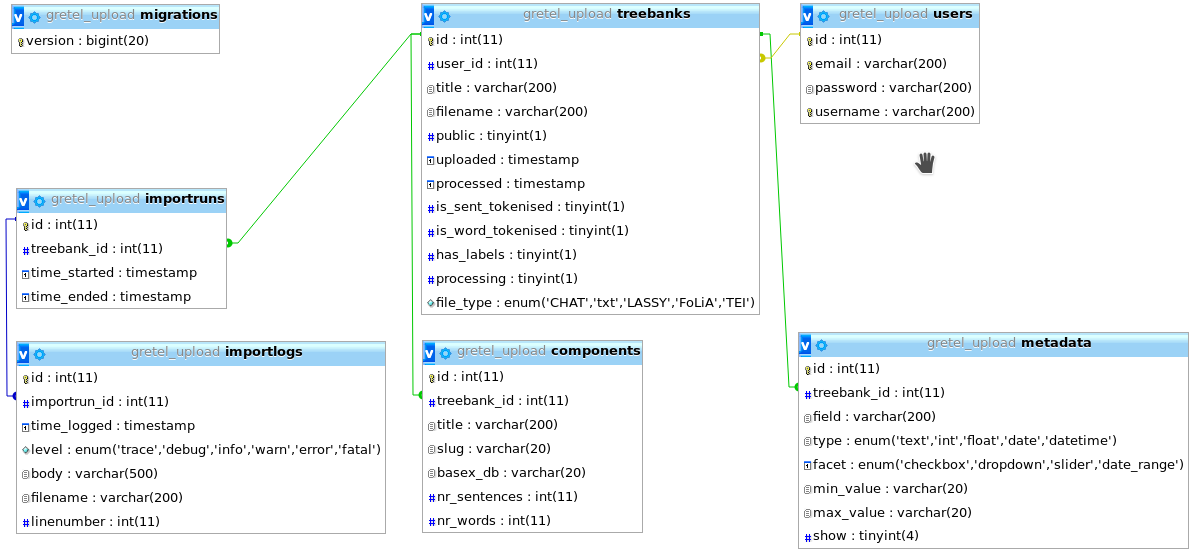 gretel_upload migrations
version : bigint(20)
gretel_upload treebanks
id : int(11)
user_id : int(11)
title : varchar(200)
filename : varchar(200)
public : tinyint(1)
uploaded : timestamp
processed : timestamp
is_sent_tokenised : tinyint(1)
is_word_tokenised : tinyint(1)
has_labels : tinyint(1)
processing : tinyint(1)
file_type : enum('CHAT','txt','LASSY','FoLiA','TEI')
gretel_upload users
id : int(11)
email : varchar(200)
password : varchar(200)
username : varchar(200)
gretel_upload importruns
id : int(11)
treebank_id : int(11)
time_started : timestamp
time_ended : timestamp
gretel_upload importlogs
id : int(11)
importrun_id : int(11)
time_logged : timestamp
level : enum('trace','debug','info','warn','error','fatal')
body : varchar(500)
filename : varchar(200)
linenumber : int(11)
gretel_upload components
id : int(11)
treebank_id : int(11)
title : varchar(200)
slug : varchar(20)
basex_db : varchar(20)
nr_sentences : int(11)
nr_words : int(11)
gretel_upload metadata
id : int(11)
treebank_id : int(11)
field : varchar(200)
type : enum('text','int','float','date','datetime')
facet : enum('checkbox','dropdown','slider','date_range')
min_value : varchar(20)
max_value : varchar(20)
show : tinyint(4)